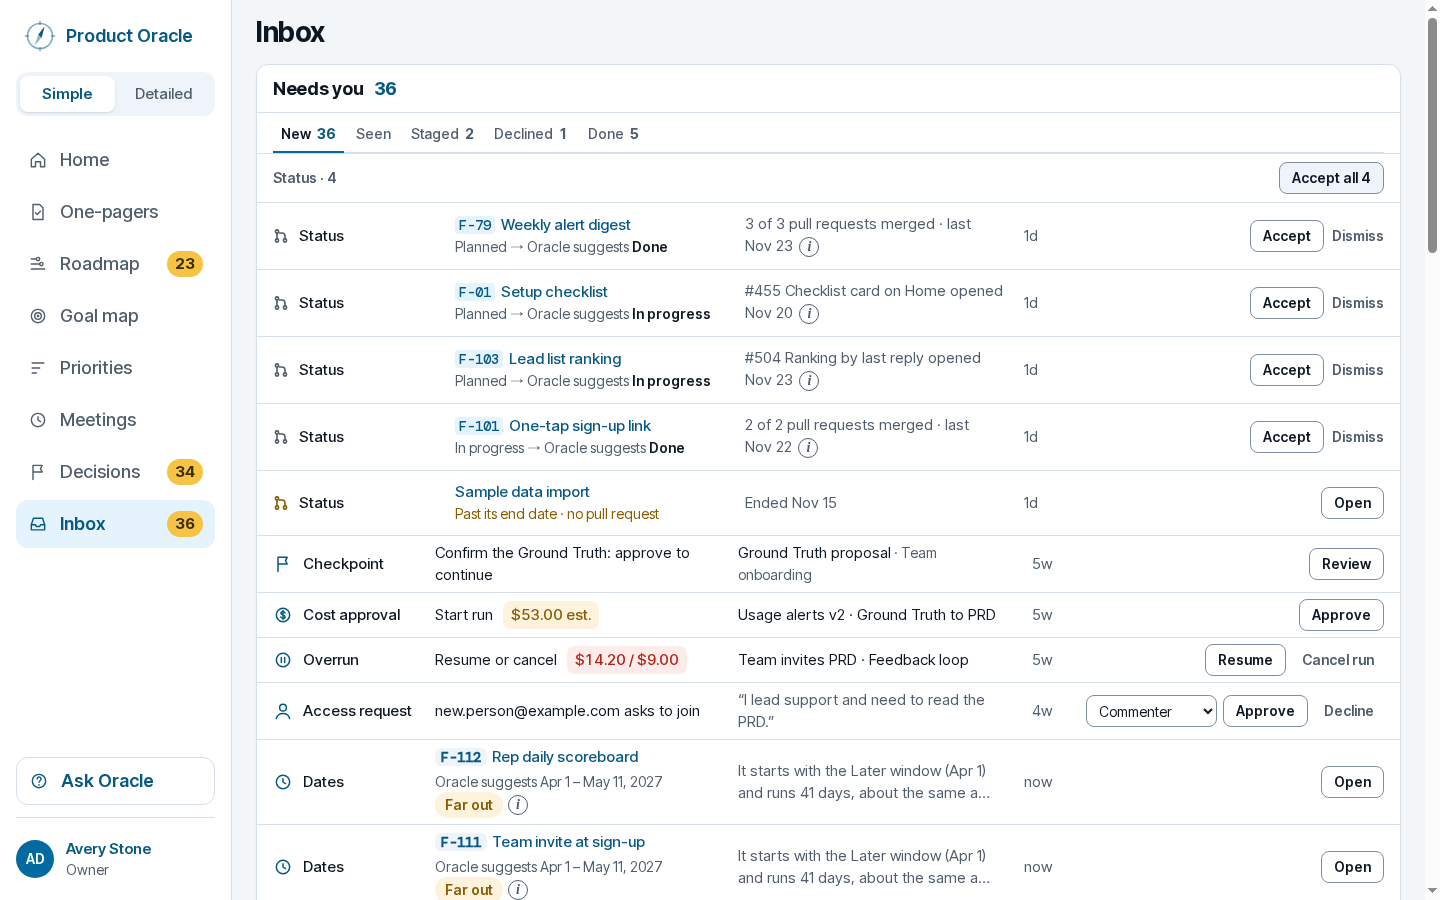 Product Oracle
Simple Detailed
Home
One-pagers
Roadmap 23
Goal map
Priorities
Meetings
Decisions 34
Inbox 36
Ask Oracle
AD
Avery Stone
Owner
Inbox
Needs you 36
New 36 Seen Staged 2 Declined 1 Done 5
Status · 4 Accept all 4
Status F-79 Weekly alert digest 3 of 3 pull requests merged · last 1d Accept Dismiss
Planned → Oracle suggests Done Nov 23 i
Status F-01 Setup checklist #455 Checklist card on Home opened 1d Accept Dismiss
Planned → Oracle suggests In progress Nov 20 i
Status F-103 Lead list ranking #504 Ranking by last reply opened 1d Accept Dismiss
Planned → Oracle suggests In progress Nov 23 i
Status F-101 One-tap sign-up link 2 of 2 pull requests merged · last 1d Accept Dismiss
In progress → Oracle suggests Done Nov 22 i
Status Sample data import Ended Nov 15 1d Open
Past its end date · no pull request
Checkpoint Confirm the Ground Truth: approve to Ground Truth proposal · Team 5w Review
continue onboarding
Cost approval Start run $53.00 est. Usage alerts v2 · Ground Truth to PRD 5w Approve
Overrun Resume or cancel $14.20 / $9.00 Team invites PRD · Feedback loop 5w Resume Cancel run
Access request new.person@example.com asks to join “I lead support and need to read the 4w Commenter Approve Decline
PRD.”
Dates F-112 Rep daily scoreboard It starts with the Later window (Apr 1) now Open
Oracle suggests Apr 1 – May 11, 2027 and runs 41 days, about the same a…
Far out i
Dates F-111 Team invite at sign-up It starts with the Later window (Apr 1) now Open
Oracle suggests Apr 1 – May 11, 2027 and runs 41 days, about the same a…
Far out i